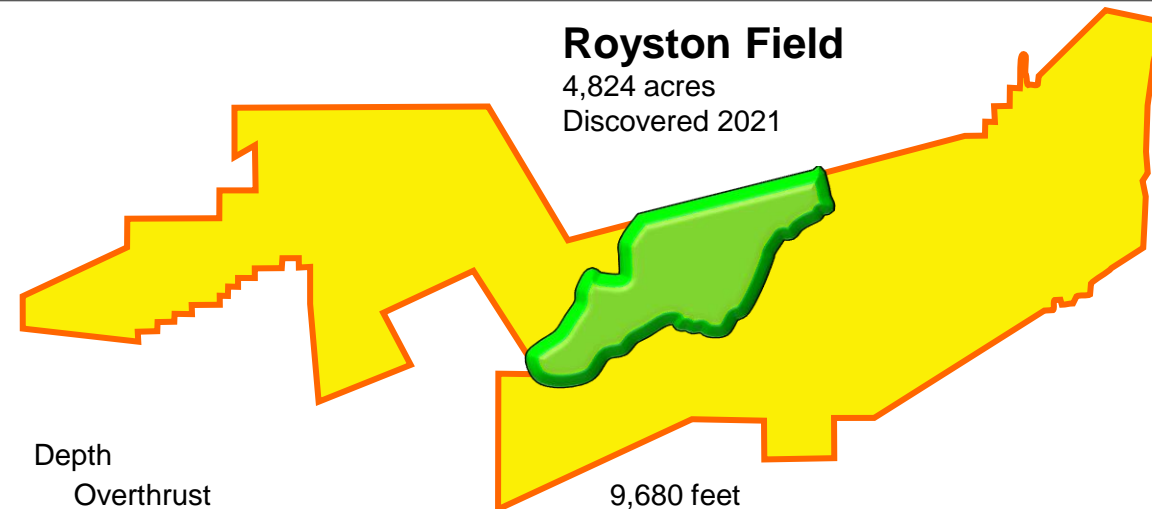 Royston Field
4,824 acres
Discovered 2021
Depth
Overthrust 9,680 feet